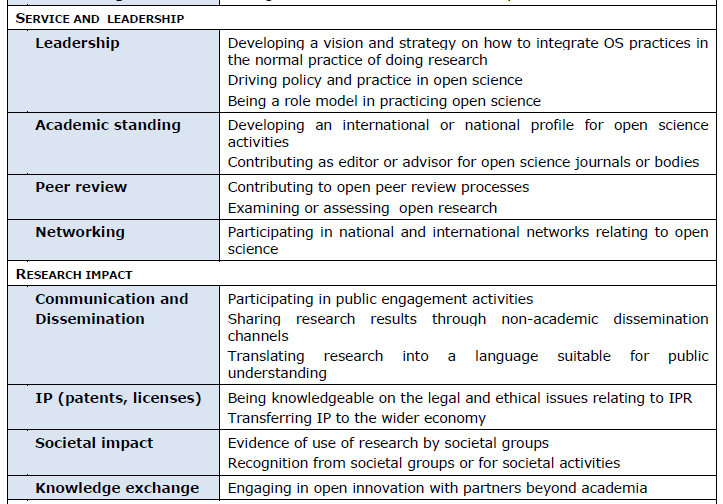 SERVICE AND LEADERSHIP
Leadership
Developing a vision and strategy on how to integrate OS practices in
the normal practice of doing research
Driving policy and practice in open science
Being a role model in practicing open science
Academic standing
Developing an international or national profile for open science
activities
Contributing as editor or advisor for open science journals or bodies
Peer review
Contributing to open peer review processes
Examining or assessing open research
Networking
Participating in national and international networks relating to open
science
RESEARCH IMPACT
Communication and
Dissemination
Participating in public engagement activities
Sharing research results through non-academic dissemination
channels
Translating research into a language suitable for public
understanding
IP (patents, licenses)
Being knowledgeable on the legal and ethical issues relating to IPR
Transferring IP to the wider economy
Societal impact
Evidence of use of research by societal groups
Recognition from societal groups or for societal activities
Knowledge exchange
Engaging in open innovation with partners beyond academia